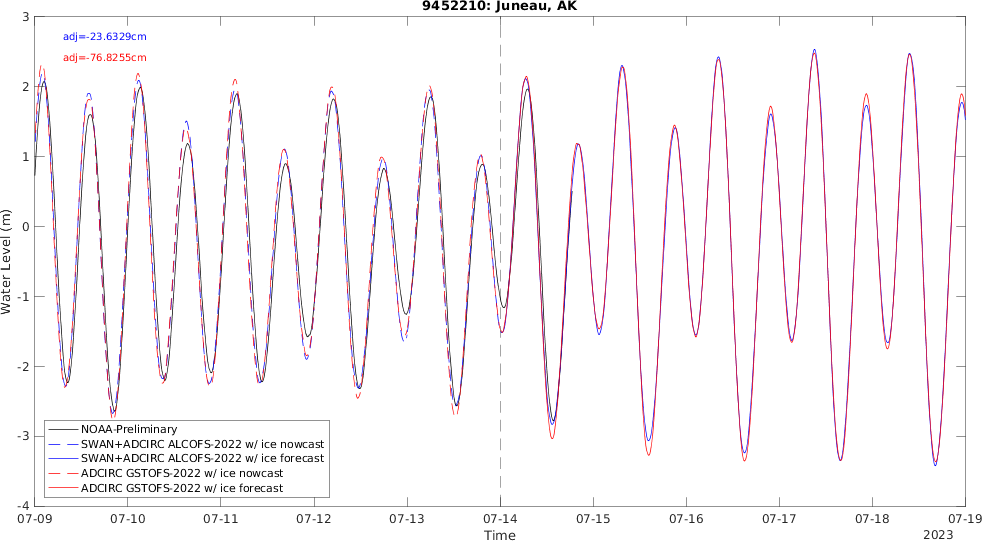 9452210: Juneau, AK
adj=-23.6329cm
adj=-76.8255cm
Water Level (m)
3
2
1
0
-1
-2
-3
-4
NOAA-Preliminary
SWAN+ADCIRC ALCOFS-2022 w/ ice nowcast
SWAN+ADCIRC ALCOFS-2022 w/ ice forecast
ADCIRC GSTOFS-2022 w/ ice nowcast
ADCIRC GSTOFS-2022 w/ ice forecast
07-09 07-10 07-11 07-12 07-13 07-14 07-15 07-16 07-17 07-18 07-19
Time
2023